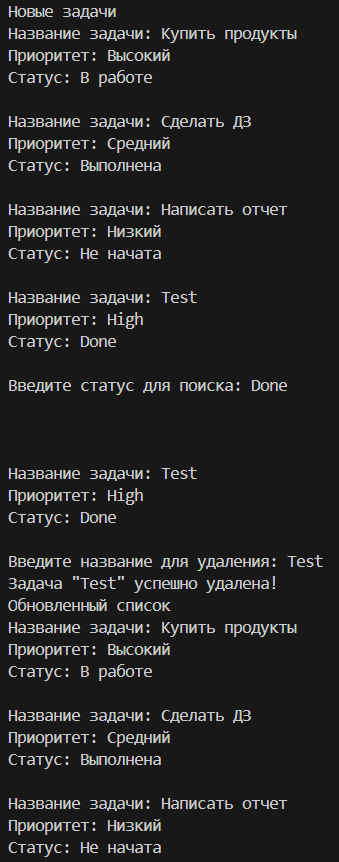 Новые задачи
Название задачи: Купить продукты
Приоритет: Высокий
Статус: В работе
Название задачи: Сделать ДЗ
Приоритет: Средний
Статус: Выполнена
Название задачи: Написать отчет
Приоритет: Низкий
Статус: Не начата
Название задачи: Test
Приоритет: High
Статус: Done
Введите статус для поиска: Done
Название задачи: Test
Приоритет: High
Статус: Done
Введите название для удаления: Test
Задача "Test" успешно удалена!
Обновленный список
Название задачи: Купить продукты
Приоритет: Высокий
Статус: В работе
Название задачи: Сделать ДЗ
Приоритет: Средний
Статус: Выполнена
Название задачи: Написать отчет
Приоритет: Низкий
Статус: Не начата